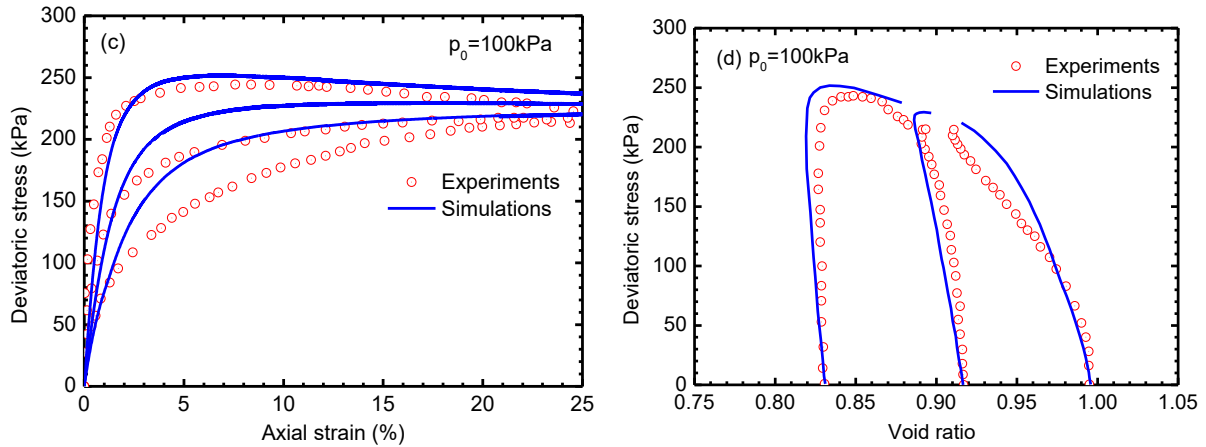 300
250
200
150
100
50
0
Deviatoric stress (kPa)
(c)
p₀=100kPa
Experiments
Simulations
0 5 10 15 20 25
Axial strain (%)
300
250
200
150
100
50
0
Deviatoric stress (kPa)
(d) p₀=100kPa
Experiments
Simulations
0.75 0.80 0.85 0.90 0.95 1.00 1.05
Void ratio